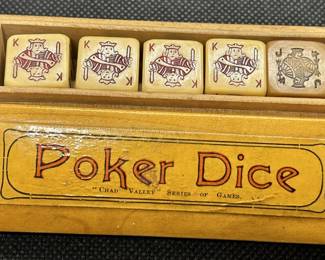 K K K K J
K K K K J
Poker Dice
"CHAD VALLEY" SERIES OF GAMES.